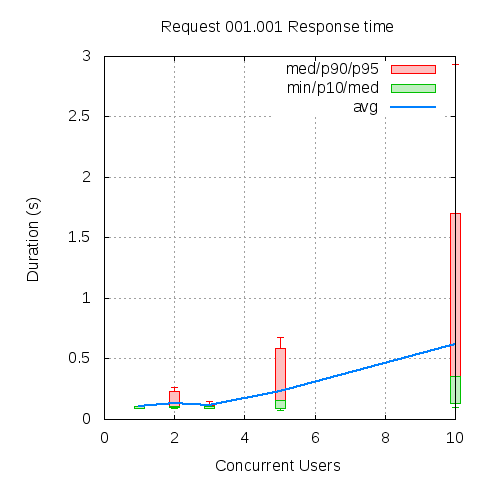 Request 001.001 Response time
med/p90/p95
min/p10/med
avg
3
2.5
2
1.5
1
0.5
0
Duration (s)
0 2 4 6 8 10
Concurrent Users